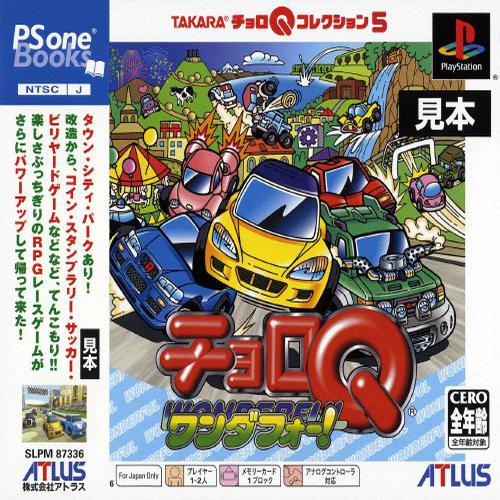 PS one
Books
NTSC J
タウン・シティ・パークあり!
改造から、コイン・スタンプラリー・サッカー・
ビリヤードゲームなどなど、てんこもり!!
楽しさぶっちぎりのRPGレースゲームが
さらにパワーアップして帰って来た!
見本
SLPM 87336
ATLUS
株式会社アトラス
TAKARA® チョロQコレクション5
PlayStation
®
見本
チョロQ
®
WONDERFUL!
ワンダフォー!
WONDERFUL
CERO
全年齢
全年齢対象
6
For Japan Only
プレイヤー
1-2人
メモリーカード
1ブロック
アナログコントローラ
対応
ATLUS